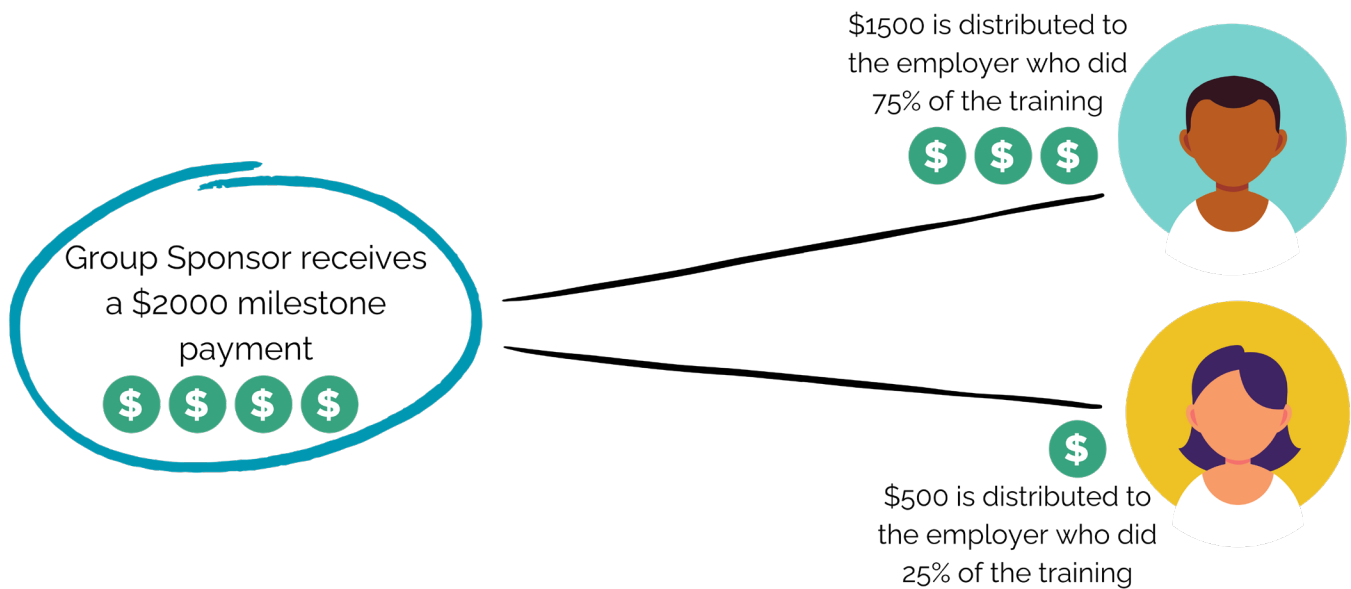 $1500 is distributed to
the employer who did
75% of the training
$ $ $
Group Sponsor receives
a $2000 milestone
payment
$ $ $ $
$
$500 is distributed to
the employer who did
25% of the training